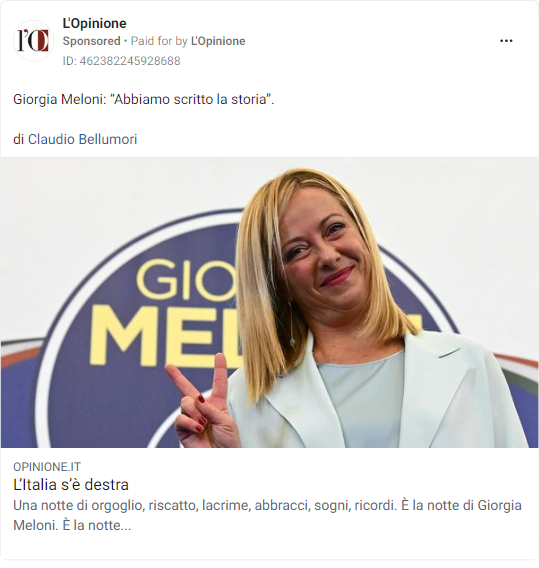 L'Opinione
Sponsored • Paid for by L'Opinione
ID: 462382245928688
Giorgia Meloni: “Abbiamo scritto la storia”.
di Claudio Bellumori
GIO
MEL
OPINIONE.IT
L’Italia s’è destra
Una notte di orgoglio, riscatto, lacrime, abbracci, sogni, ricordi. È la notte di Giorgia
Meloni. È la notte...